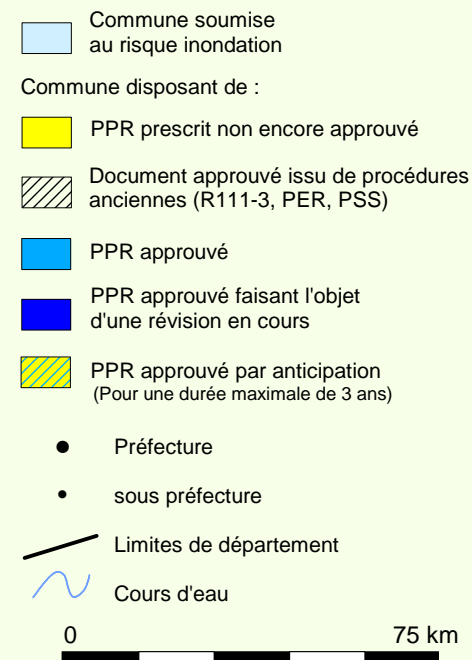 Commune soumise
au risque inondation
Commune disposant de :
PPR prescrit non encore approuvé
Document approuvé issu de procédures
anciennes (R111-3, PER, PSS)
PPR approuvé
PPR approuvé faisant l'objet
d'une révision en cours
PPR approuvé par anticipation
(Pour une durée maximale de 3 ans)
Préfecture
sous préfecture
Limites de département
Cours d'eau
0 75 km